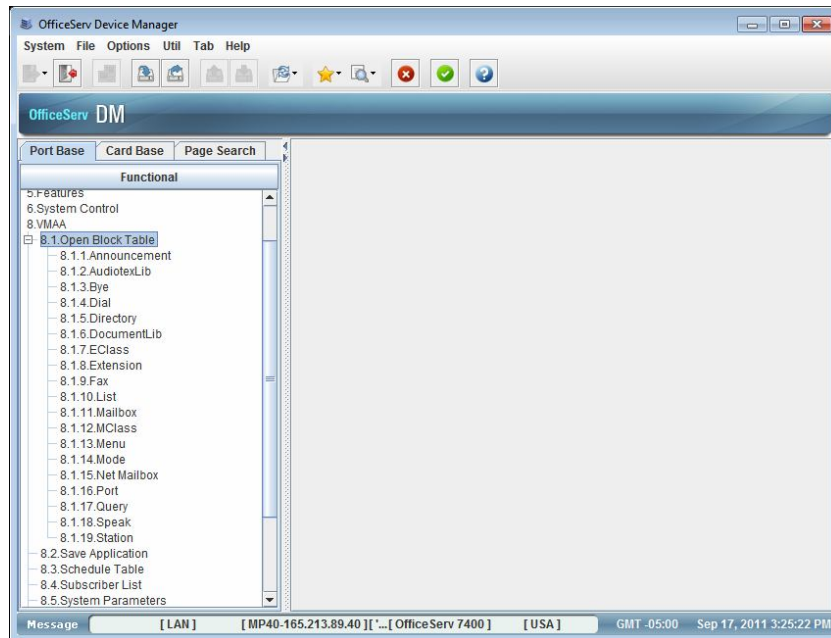 OfficeServ Device Manager
System File Options Util Tab Help
OfficeServ DM
Port Base Card Base Page Search
Functional
5.Features
6.System Control
8.VMAA
8.1.Open Block Table
8.1.1.Announcement
8.1.2.AudiotexLib
8.1.3.Bye
8.1.4.Dial
8.1.5.Directory
8.1.6.DocumentLib
8.1.7.EClass
8.1.8.Extension
8.1.9.Fax
8.1.10.List
8.1.11.Mailbox
8.1.12.MClass
8.1.13.Menu
8.1.14.Mode
8.1.15.Net Mailbox
8.1.16.Port
8.1.17.Query
8.1.18.Speak
8.1.19.Station
8.2.Save Application
8.3.Schedule Table
8.4.Subscriber List
8.5.System Parameters
Message [ LAN ] [ MP40-165.213.89.40 ][ '...[ OfficeServ 7400 ] [ USA ] GMT -05:00 Sep 17, 2011 3:25:22 PM